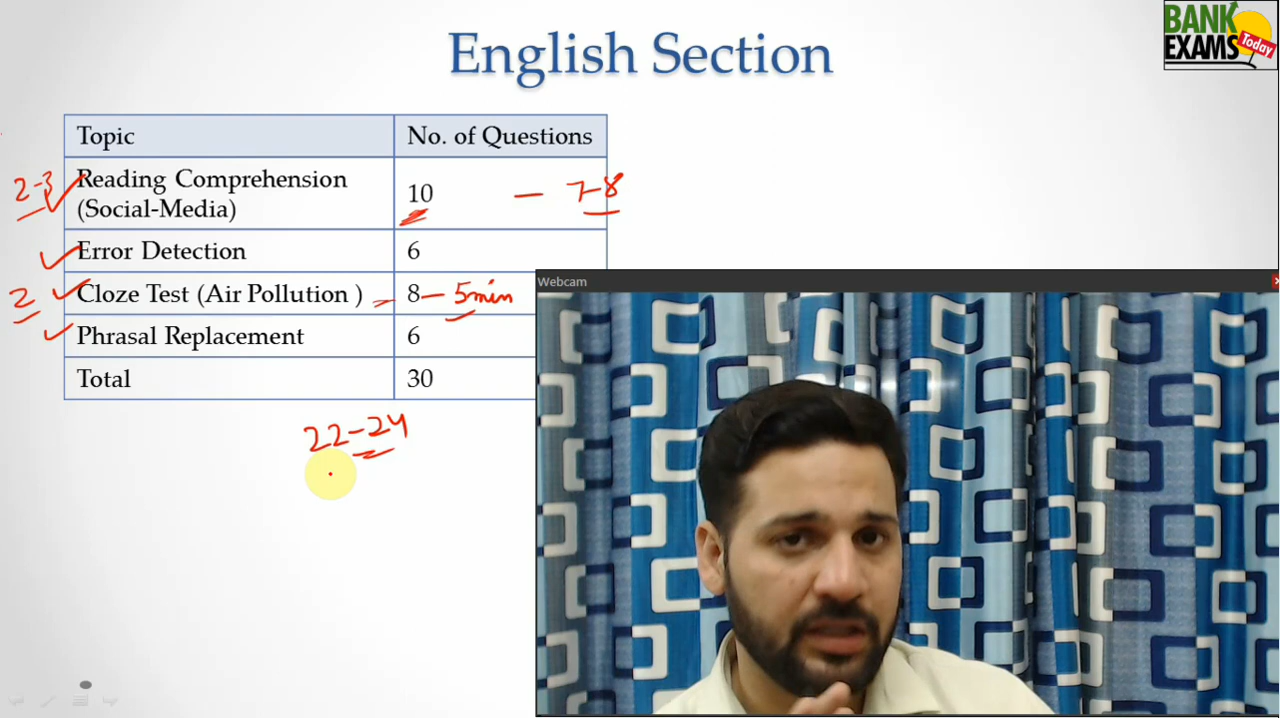 English Section
BANK
EXAMS
Today
Topic No. of Questions
2-3 Reading Comprehension
(Social-Media) 10 — 7-8
Error Detection 6
2 Cloze Test (Air Pollution ) - 8 — 5min
Phrasal Replacement 6
Total 30
22-24
Webcam